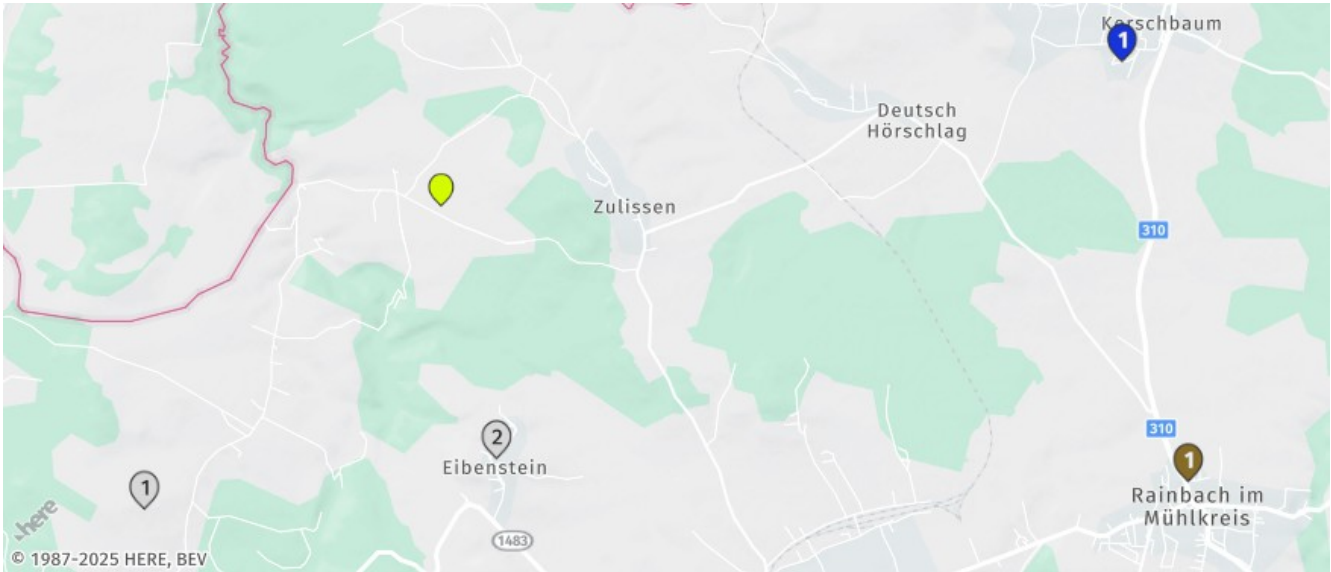 Kerschbaum
1
Deutsch
Hörschlag
Zulissen
310
310
2
Eibenstein
1
1
Rainbach im
Mühlkreis
here
1483
© 1987-2025 HERE, BEV